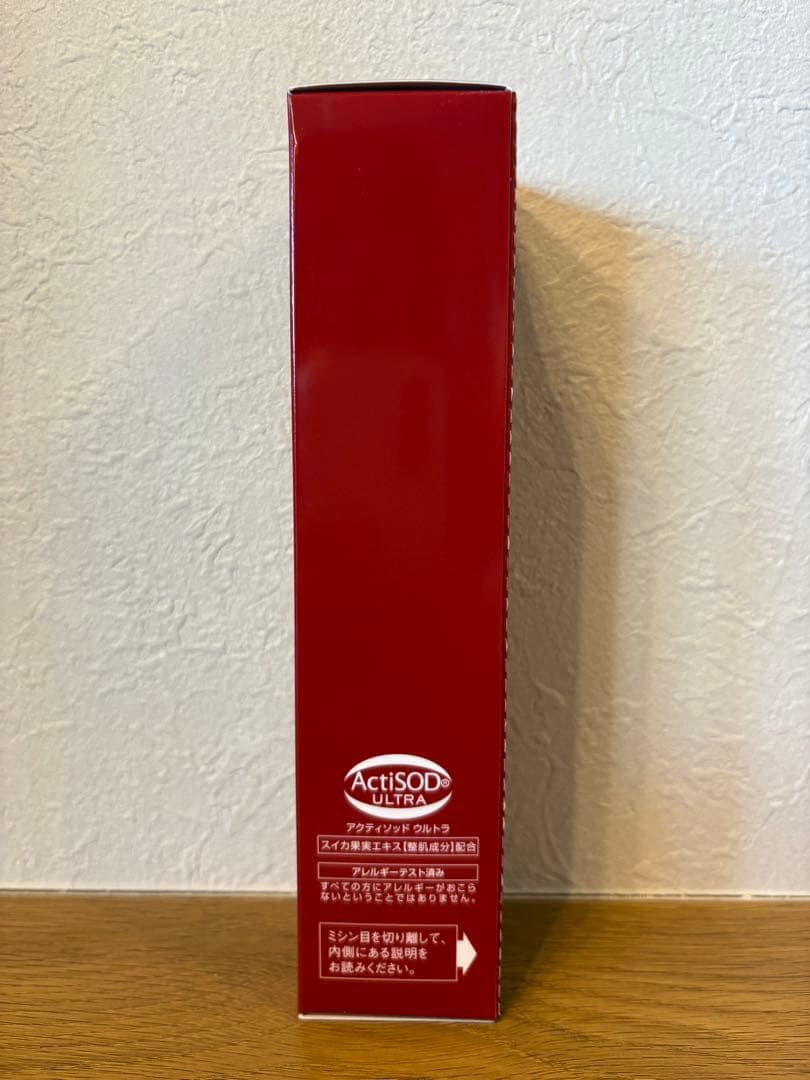 ActiSOD®
ULTRA
アクティソッド ウルトラ
スイカ果実エキス【整肌成分】配合
アレルギーテスト済み
すべての方にアレルギーがおこら
ないということではありません。
ミシン目を切り離して、
内側にある説明を
お読みください。